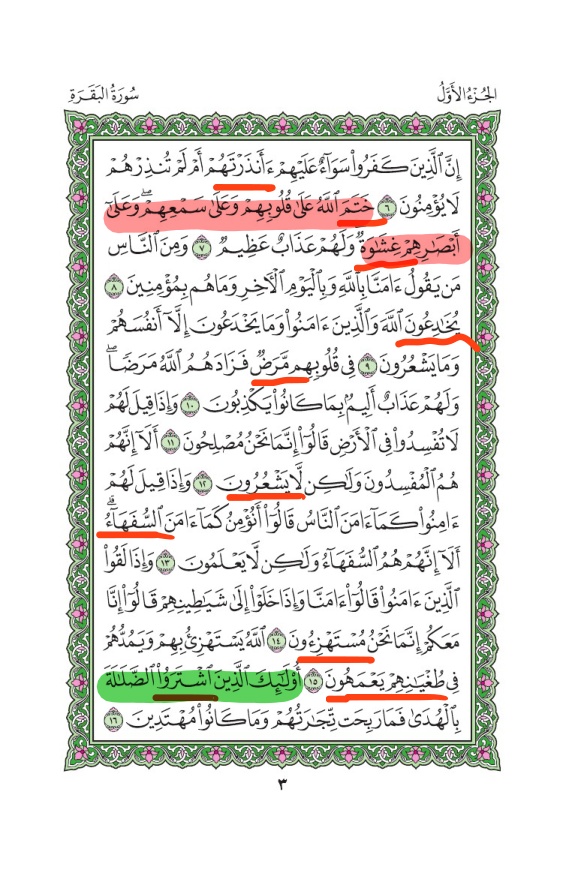 الجُزْءُ الأَوَّلُ
سُورَةُ البَقَرَةِ
إِنَّ ٱلَّذِينَ كَفَرُوا۟ سَوَآءٌ عَلَيْهِمْ ءَأَنذَرْتَهُمْ أَمْ لَمْ تُنذِرْهُمْ
لَا يُؤْمِنُونَ ٦ خَتَمَ ٱللَّهُ عَلَىٰ قُلُوبِهِمْ وَعَلَىٰ سَمْعِهِمْ ۖ وَعَلَىٰٓ
أَبْصَٰرِهِمْ غِشَٰوَةٌ وَلَهُمْ عَذَابٌ عَظِيمٌ ٧ وَمِنَ ٱلنَّاسِ
مَن يَقُولُ ءَامَنَّا بِٱللَّهِ وَبِٱلْيَوْمِ ٱلْءَاخِرِ وَمَا هُم بِمُؤْمِنِينَ ٨
يُخَٰدِعُونَ ٱللَّهَ وَٱلَّذِينَ ءَامَنُوا۟ وَمَا يَخْدَعُونَ إِلَّآ أَنفُسَهُمْ
وَمَا يَشْعُرُونَ ٩ فِى قُلُوبِهِم مَّرَضٌ فَزَادَهُمُ ٱللَّهُ مَرَضًا ۖ
وَلَهُمْ عَذَابٌ أَلِيمٌۢ بِمَا كَانُوا۟ يَكْذِبُونَ ١٠ وَإِذَا قِيلَ لَهُمْ
لَا تُفْسِدُوا۟ فِى ٱلْأَرْضِ قَالُوٓا۟ إِنَّمَا نَحْنُ مُصْلِحُونَ ١١ أَلَآ إِنَّهُمْ
هُمُ ٱلْمُفْسِدُونَ وَلَٰكِن لَّا يَشْعُرُونَ ١٢ وَإِذَا قِيلَ لَهُمْ
ءَامِنُوا۟ كَمَآ ءَامَنَ ٱلنَّاسُ قَالُوٓا۟ أَنُؤْمِنُ كَمَآ ءَامَنَ ٱلسُّفَهَآءُ ۗ
أَلَآ إِنَّهُمْ هُمُ ٱلسُّفَهَآءُ وَلَٰكِن لَّا يَعْلَمُونَ ١٣ وَإِذَا لَقُوا۟
ٱلَّذِينَ ءَامَنُوا۟ قَالُوٓا۟ ءَامَنَّا وَإِذَا خَلَوْا۟ إِلَىٰ شَيَٰطِينِهِمْ قَالُوٓا۟ إِنَّا
مَعَكُمْ إِنَّمَا نَحْنُ مُسْتَهْزِءُونَ ١٤ ٱللَّهُ يَسْتَهْزِئُ بِهِمْ وَيَمُدُّهُمْ
فِى طُغْيَٰنِهِمْ يَعْمَهُونَ ١٥ أُو۟لَٰٓئِكَ ٱلَّذِينَ ٱشْتَرَوُا۟ ٱلضَّلَٰلَةَ
بِٱلْهُدَىٰ فَمَا رَبِحَت تِّجَٰرَتُهُمْ وَمَا كَانُوا۟ مُهْتَدِينَ ١٦
٣